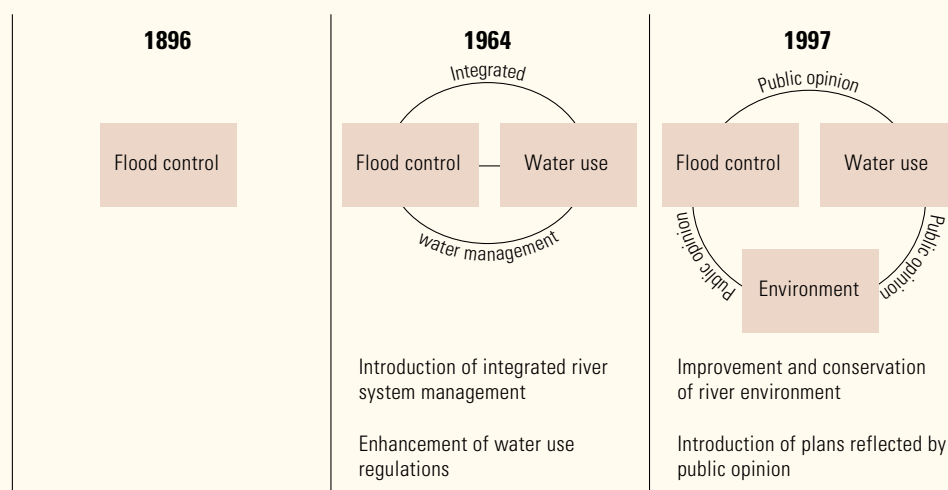 1896
Flood control
1964
Integrated
Flood control
Water use
water management
Introduction of integrated river
system management
Enhancement of water use
regulations
1997
Public opinion
Flood control
Water use
Public opinion
Public opinion
Environment
Improvement and conservation
of river environment
Introduction of plans reflected by
public opinion